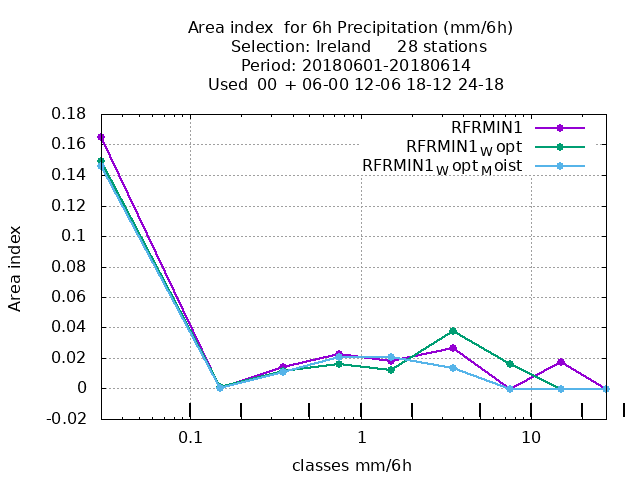 Area index  for 6h Precipitation (mm/6h)
Selection: Ireland     28 stations
Period: 20180601-20180614
Used  00  + 06-00 12-06 18-12 24-18
0.18
0.16
0.14
0.12
0.1
0.08
0.06
0.04
0.02
0
-0.02
Area index
RFRMIN1
RFRMIN1Wopt
RFRMIN1WoptMoist
0.1
1
10
classes mm/6h